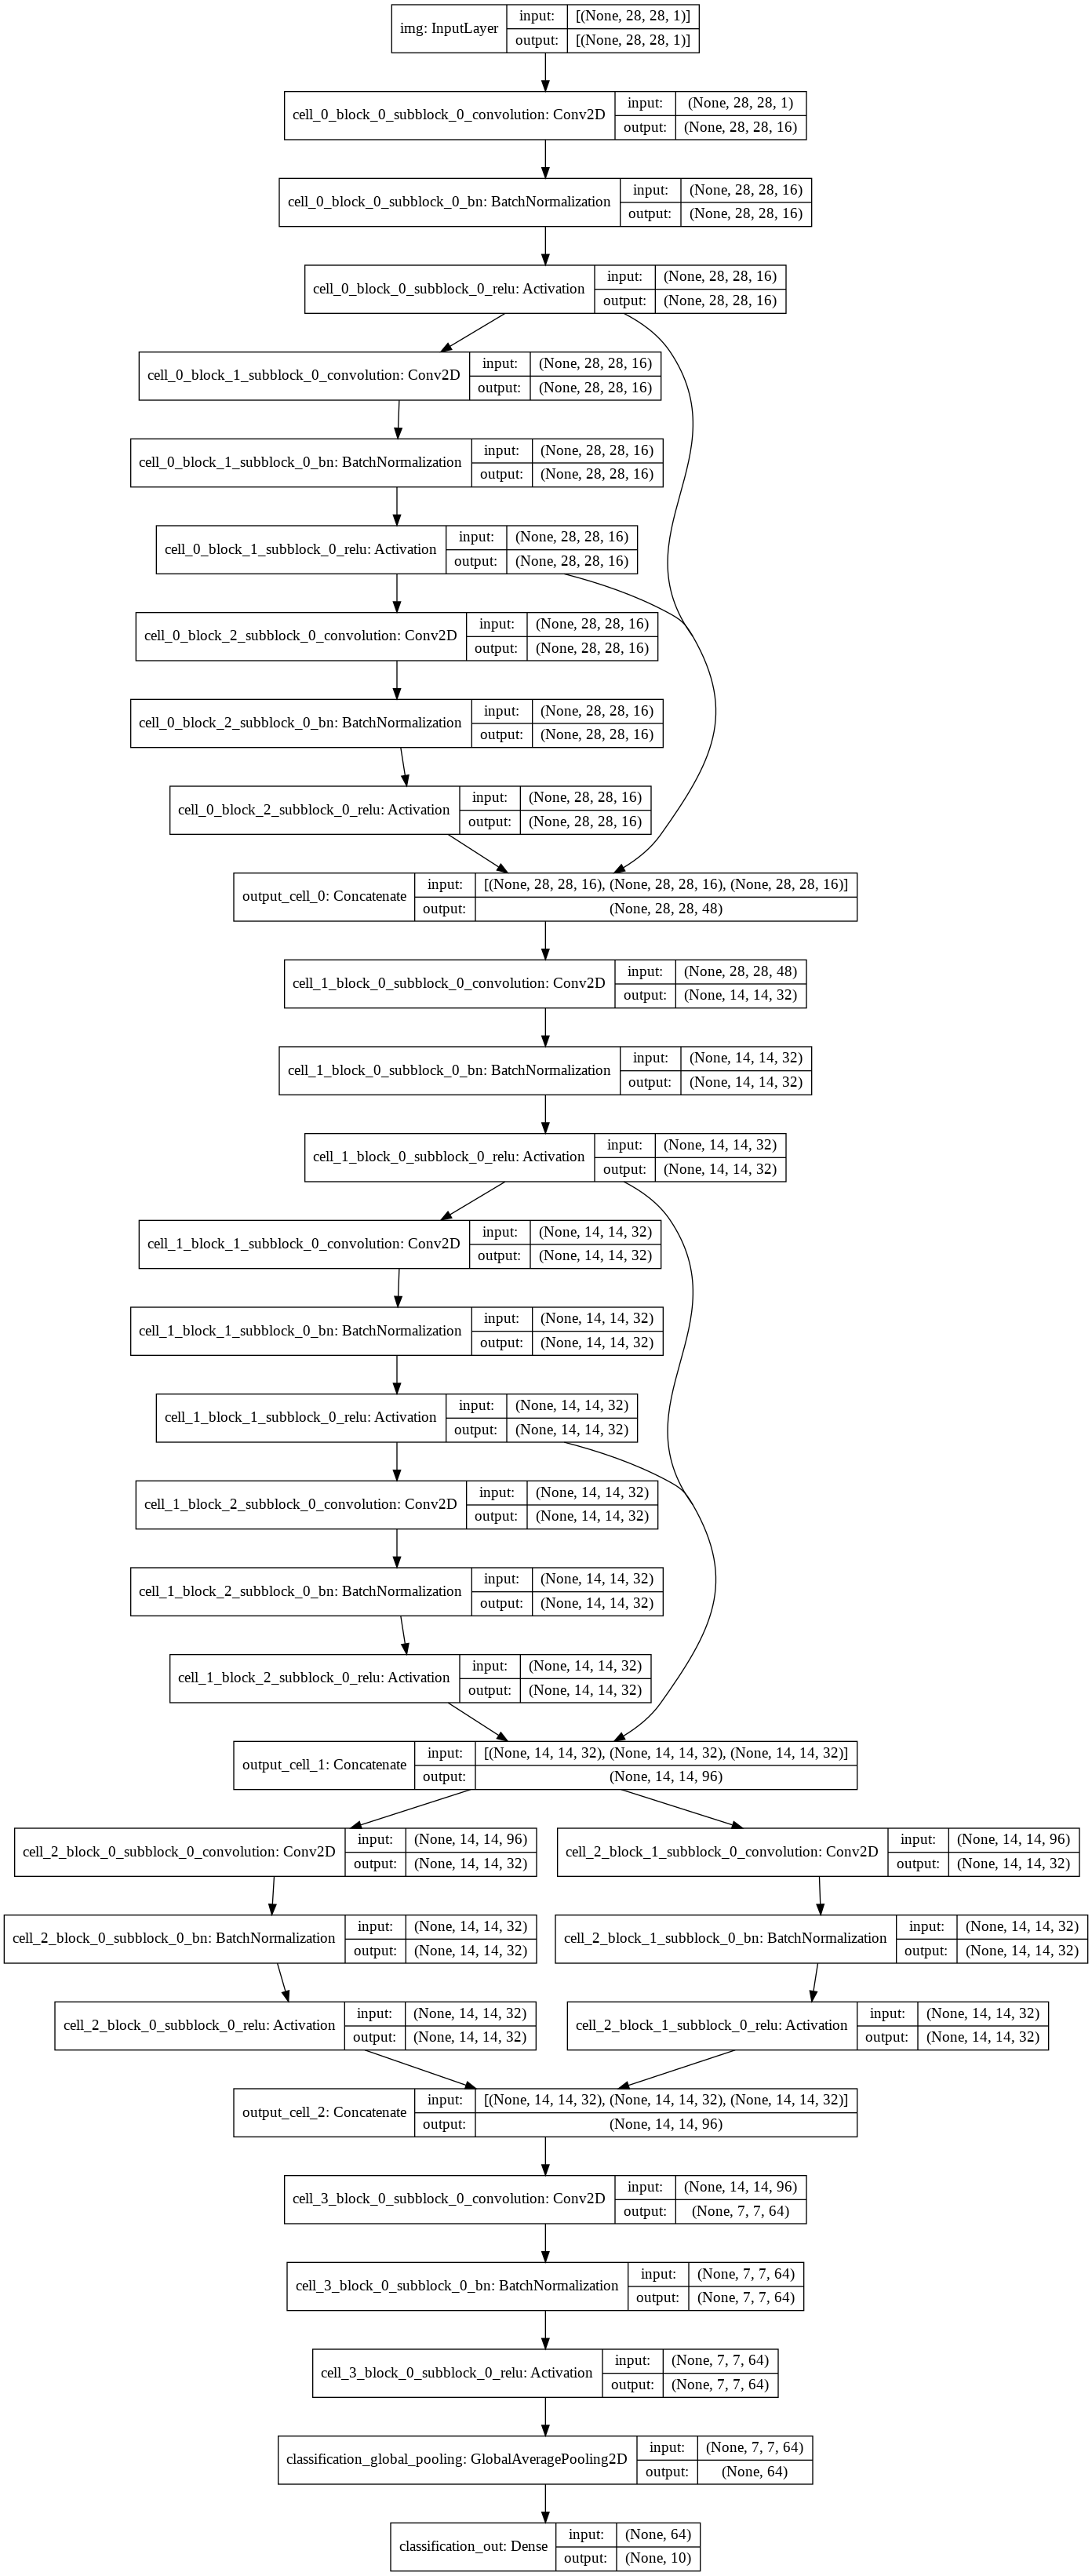 img: InputLayer
input: [(None, 28, 28, 1)]
output: [(None, 28, 28, 1)]
cell_0_block_0_subblock_0_convolution: Conv2D
input: (None, 28, 28, 1)
output: (None, 28, 28, 16)
cell_0_block_0_subblock_0_bn: BatchNormalization
input: (None, 28, 28, 16)
output: (None, 28, 28, 16)
cell_0_block_0_subblock_0_relu: Activation
input: (None, 28, 28, 16)
output: (None, 28, 28, 16)
cell_0_block_1_subblock_0_convolution: Conv2D
input: (None, 28, 28, 16)
output: (None, 28, 28, 16)
cell_0_block_1_subblock_0_bn: BatchNormalization
input: (None, 28, 28, 16)
output: (None, 28, 28, 16)
cell_0_block_1_subblock_0_relu: Activation
input: (None, 28, 28, 16)
output: (None, 28, 28, 16)
cell_0_block_2_subblock_0_convolution: Conv2D
input: (None, 28, 28, 16)
output: (None, 28, 28, 16)
cell_0_block_2_subblock_0_bn: BatchNormalization
input: (None, 28, 28, 16)
output: (None, 28, 28, 16)
cell_0_block_2_subblock_0_relu: Activation
input: (None, 28, 28, 16)
output: (None, 28, 28, 16)
output_cell_0: Concatenate
input: [(None, 28, 28, 16), (None, 28, 28, 16), (None, 28, 28, 16)]
output: (None, 28, 28, 48)
cell_1_block_0_subblock_0_convolution: Conv2D
input: (None, 28, 28, 48)
output: (None, 14, 14, 32)
cell_1_block_0_subblock_0_bn: BatchNormalization
input: (None, 14, 14, 32)
output: (None, 14, 14, 32)
cell_1_block_0_subblock_0_relu: Activation
input: (None, 14, 14, 32)
output: (None, 14, 14, 32)
cell_1_block_1_subblock_0_convolution: Conv2D
input: (None, 14, 14, 32)
output: (None, 14, 14, 32)
cell_1_block_1_subblock_0_bn: BatchNormalization
input: (None, 14, 14, 32)
output: (None, 14, 14, 32)
cell_1_block_1_subblock_0_relu: Activation
input: (None, 14, 14, 32)
output: (None, 14, 14, 32)
cell_1_block_2_subblock_0_convolution: Conv2D
input: (None, 14, 14, 32)
output: (None, 14, 14, 32)
cell_1_block_2_subblock_0_bn: BatchNormalization
input: (None, 14, 14, 32)
output: (None, 14, 14, 32)
cell_1_block_2_subblock_0_relu: Activation
input: (None, 14, 14, 32)
output: (None, 14, 14, 32)
output_cell_1: Concatenate
input: [(None, 14, 14, 32), (None, 14, 14, 32), (None, 14, 14, 32)]
output: (None, 14, 14, 96)
cell_2_block_0_subblock_0_convolution: Conv2D
input: (None, 14, 14, 96)
output: (None, 14, 14, 32)
cell_2_block_1_subblock_0_convolution: Conv2D
input: (None, 14, 14, 96)
output: (None, 14, 14, 32)
cell_2_block_0_subblock_0_bn: BatchNormalization
input: (None, 14, 14, 32)
output: (None, 14, 14, 32)
cell_2_block_1_subblock_0_bn: BatchNormalization
input: (None, 14, 14, 32)
output: (None, 14, 14, 32)
cell_2_block_0_subblock_0_relu: Activation
input: (None, 14, 14, 32)
output: (None, 14, 14, 32)
cell_2_block_1_subblock_0_relu: Activation
input: (None, 14, 14, 32)
output: (None, 14, 14, 32)
output_cell_2: Concatenate
input: [(None, 14, 14, 32), (None, 14, 14, 32), (None, 14, 14, 32)]
output: (None, 14, 14, 96)
cell_3_block_0_subblock_0_convolution: Conv2D
input: (None, 14, 14, 96)
output: (None, 7, 7, 64)
cell_3_block_0_subblock_0_bn: BatchNormalization
input: (None, 7, 7, 64)
output: (None, 7, 7, 64)
cell_3_block_0_subblock_0_relu: Activation
input: (None, 7, 7, 64)
output: (None, 7, 7, 64)
classification_global_pooling: GlobalAveragePooling2D
input: (None, 7, 7, 64)
output: (None, 64)
classification_out: Dense
input: (None, 64)
output: (None, 10)